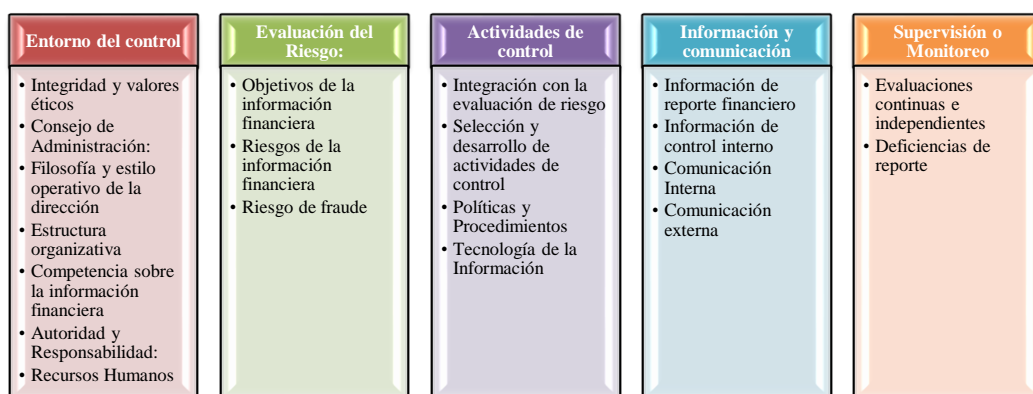 Entorno del control
• Integridad y valores
éticos
• Consejo de
Administración:
• Filosofía y estilo
operativo de la
dirección
• Estructura
organizativa
• Competencia sobre
la información
financiera
• Autoridad y
Responsabilidad:
• Recursos Humanos
Evaluación del
Riesgo:
• Objetivos de la
información
financiera
• Riesgos de la
información
financiera
• Riesgo de fraude
Actividades de
control
• Integración con la
evaluación de riesgo
• Selección y
desarrollo de
actividades de
control
• Políticas y
Procedimientos
• Tecnología de la
Información
Información y
comunicación
• Información de
reporte financiero
• Información de
control interno
• Comunicación
Interna
• Comunicación
externa
Supervisión o
Monitoreo
• Evaluaciones
continuas e
independientes
• Deficiencias de
reporte